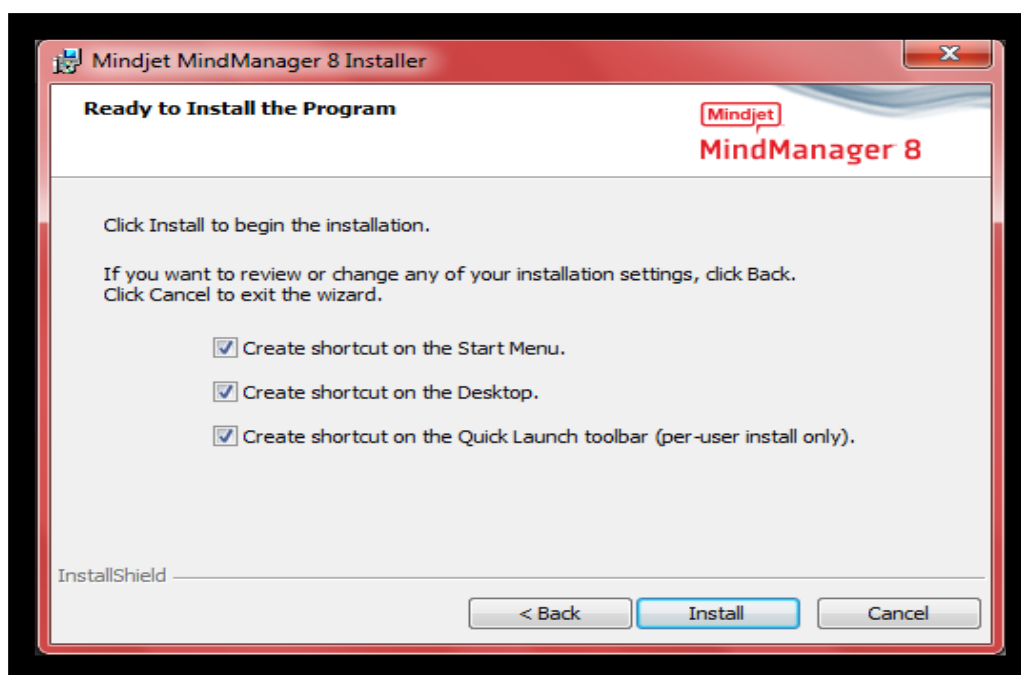 Mindjet MindManager 8 Installer
Ready to Install the Program
Mindjet
MindManager 8
Click Install to begin the installation.
If you want to review or change any of your installation settings, click Back.
Click Cancel to exit the wizard.
Create shortcut on the Start Menu.
Create shortcut on the Desktop.
Create shortcut on the Quick Launch toolbar (per-user install only).
InstallShield
< Back Install Cancel